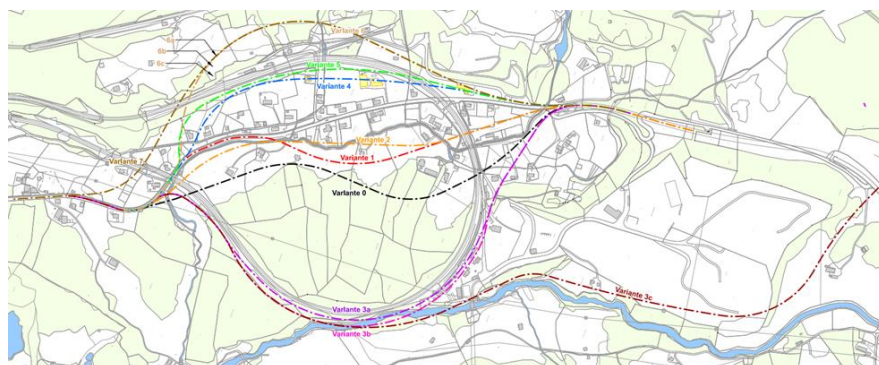 Variante 6
6a
6b
6c
Variante 5
Variante 4
Variante 2
Variante 1
Variante 7
Variante 0
Variante 3a
Variante 3b
Variante 3c